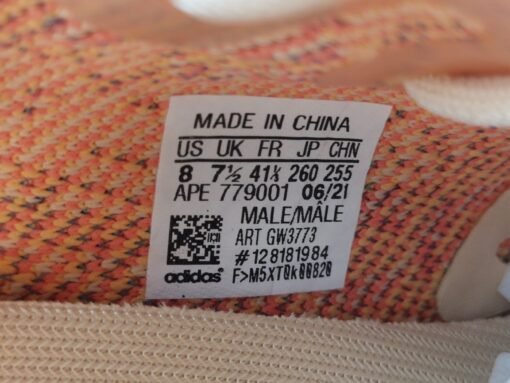 MADE IN CHINA
US UK FR JP CHN
8 7½ 41⅓ 260 255
APE 779001 06/21
MALE/MÂLE
ART GW3773
#128181984
adidas® F>M5XT0k00820